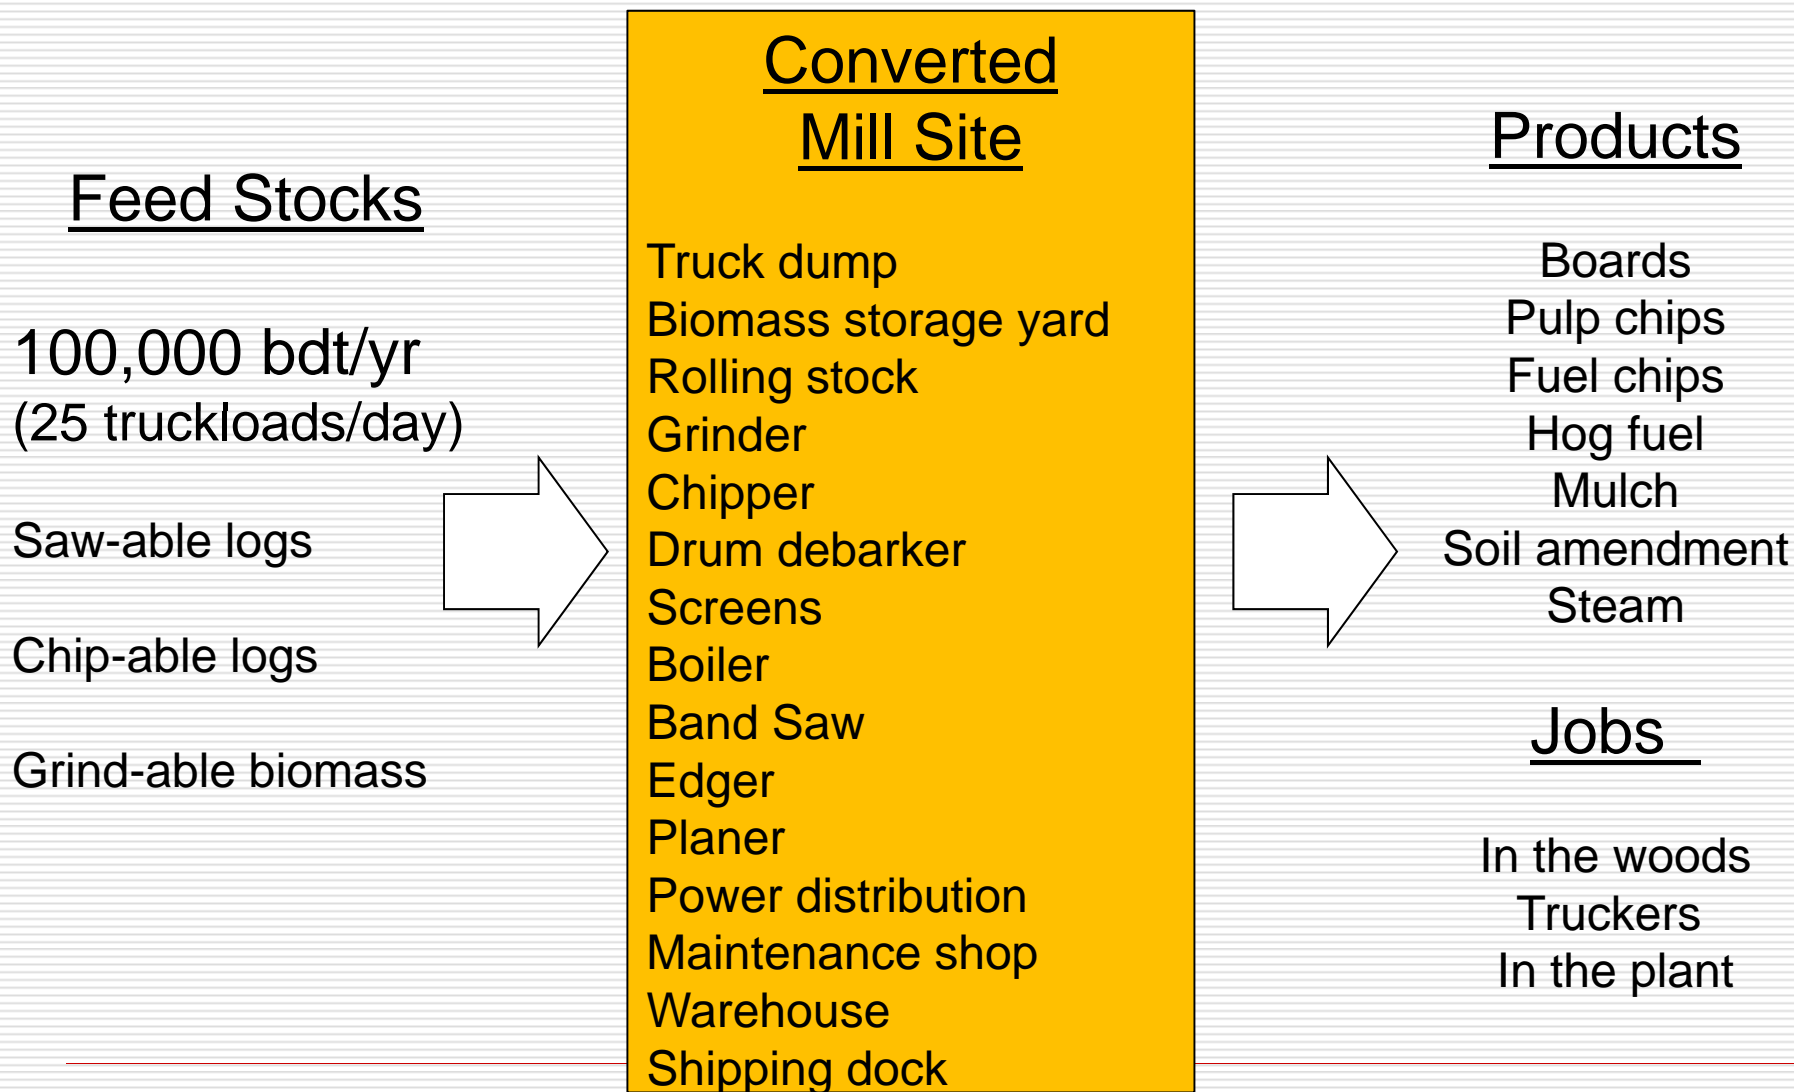 Feed Stocks
100,000 bdt/yr
(25 truckloads/day)
Saw-able logs
Chip-able logs
Grind-able biomass
Converted
Mill Site
Truck dump
Biomass storage yard
Rolling stock
Grinder
Chipper
Drum debarker
Screens
Boiler
Band Saw
Edger
Planer
Power distribution
Maintenance shop
Warehouse
Shipping dock
Products
Boards
Pulp chips
Fuel chips
Hog fuel
Mulch
Soil amendment
Steam
Jobs
In the woods
Truckers
In the plant